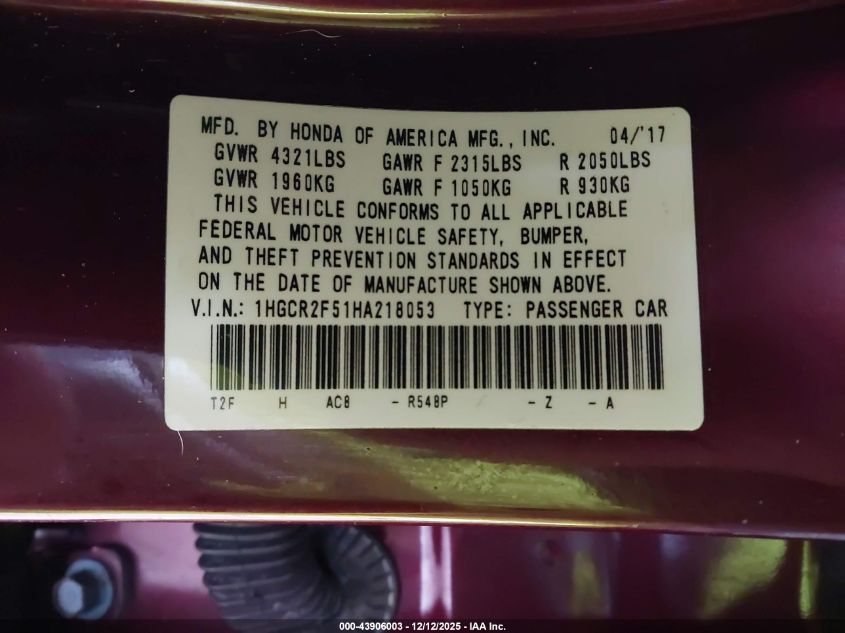 MFD. BY HONDA OF AMERICA MFG., INC. 04/'17
GVWR 4321LBS GAWR F 2315LBS R 2050LBS
GVWR 1960KG GAWR F 1050KG R 930KG
THIS VEHICLE CONFORMS TO ALL APPLICABLE
FEDERAL MOTOR VEHICLE SAFETY, BUMPER,
AND THEFT PREVENTION STANDARDS IN EFFECT
ON THE DATE OF MANUFACTURE SHOWN ABOVE.
V.I.N.: 1HGCR2F51HA218053 TYPE: PASSENGER CAR
T2F H AC8 - R548P - Z - A
000-43906003 - 12/12/2025 - IAA Inc.